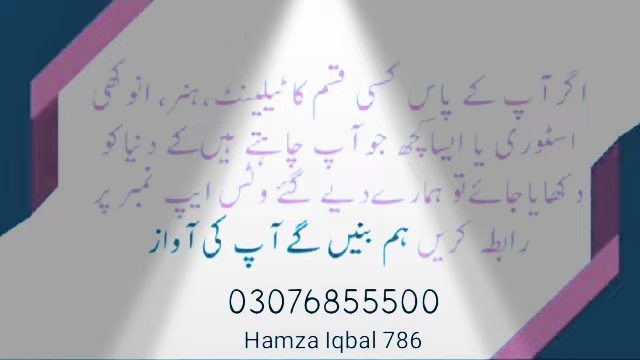 اگر آپ کے پاس کسی قسم کا ٹیلینٹ، ہنر، انوکھی
اسٹوری یا ایسا کچھ جو آپ چاہتے ہیں کے دنیا کو
دکھایا جائے تو ہمارے دیے گئے وٹس ایپ نمبر پر
رابطہ کریں ہم بنیں گے آپ کی آواز
03076855500
Hamza Iqbal 786